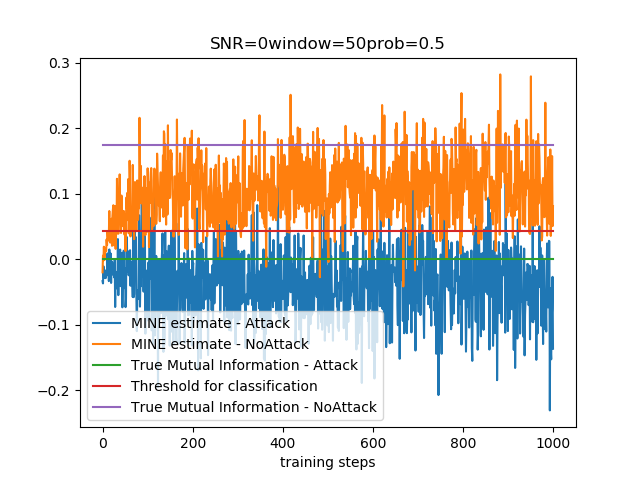 SNR=0window=50prob=0.5
0.3
0.2
0.1
0.0
−0.1
−0.2
MINE estimate - Attack
MINE estimate - NoAttack
True Mutual Information - Attack
Threshold for classification
True Mutual Information - NoAttack
0 200 400 600 800 1000
training steps